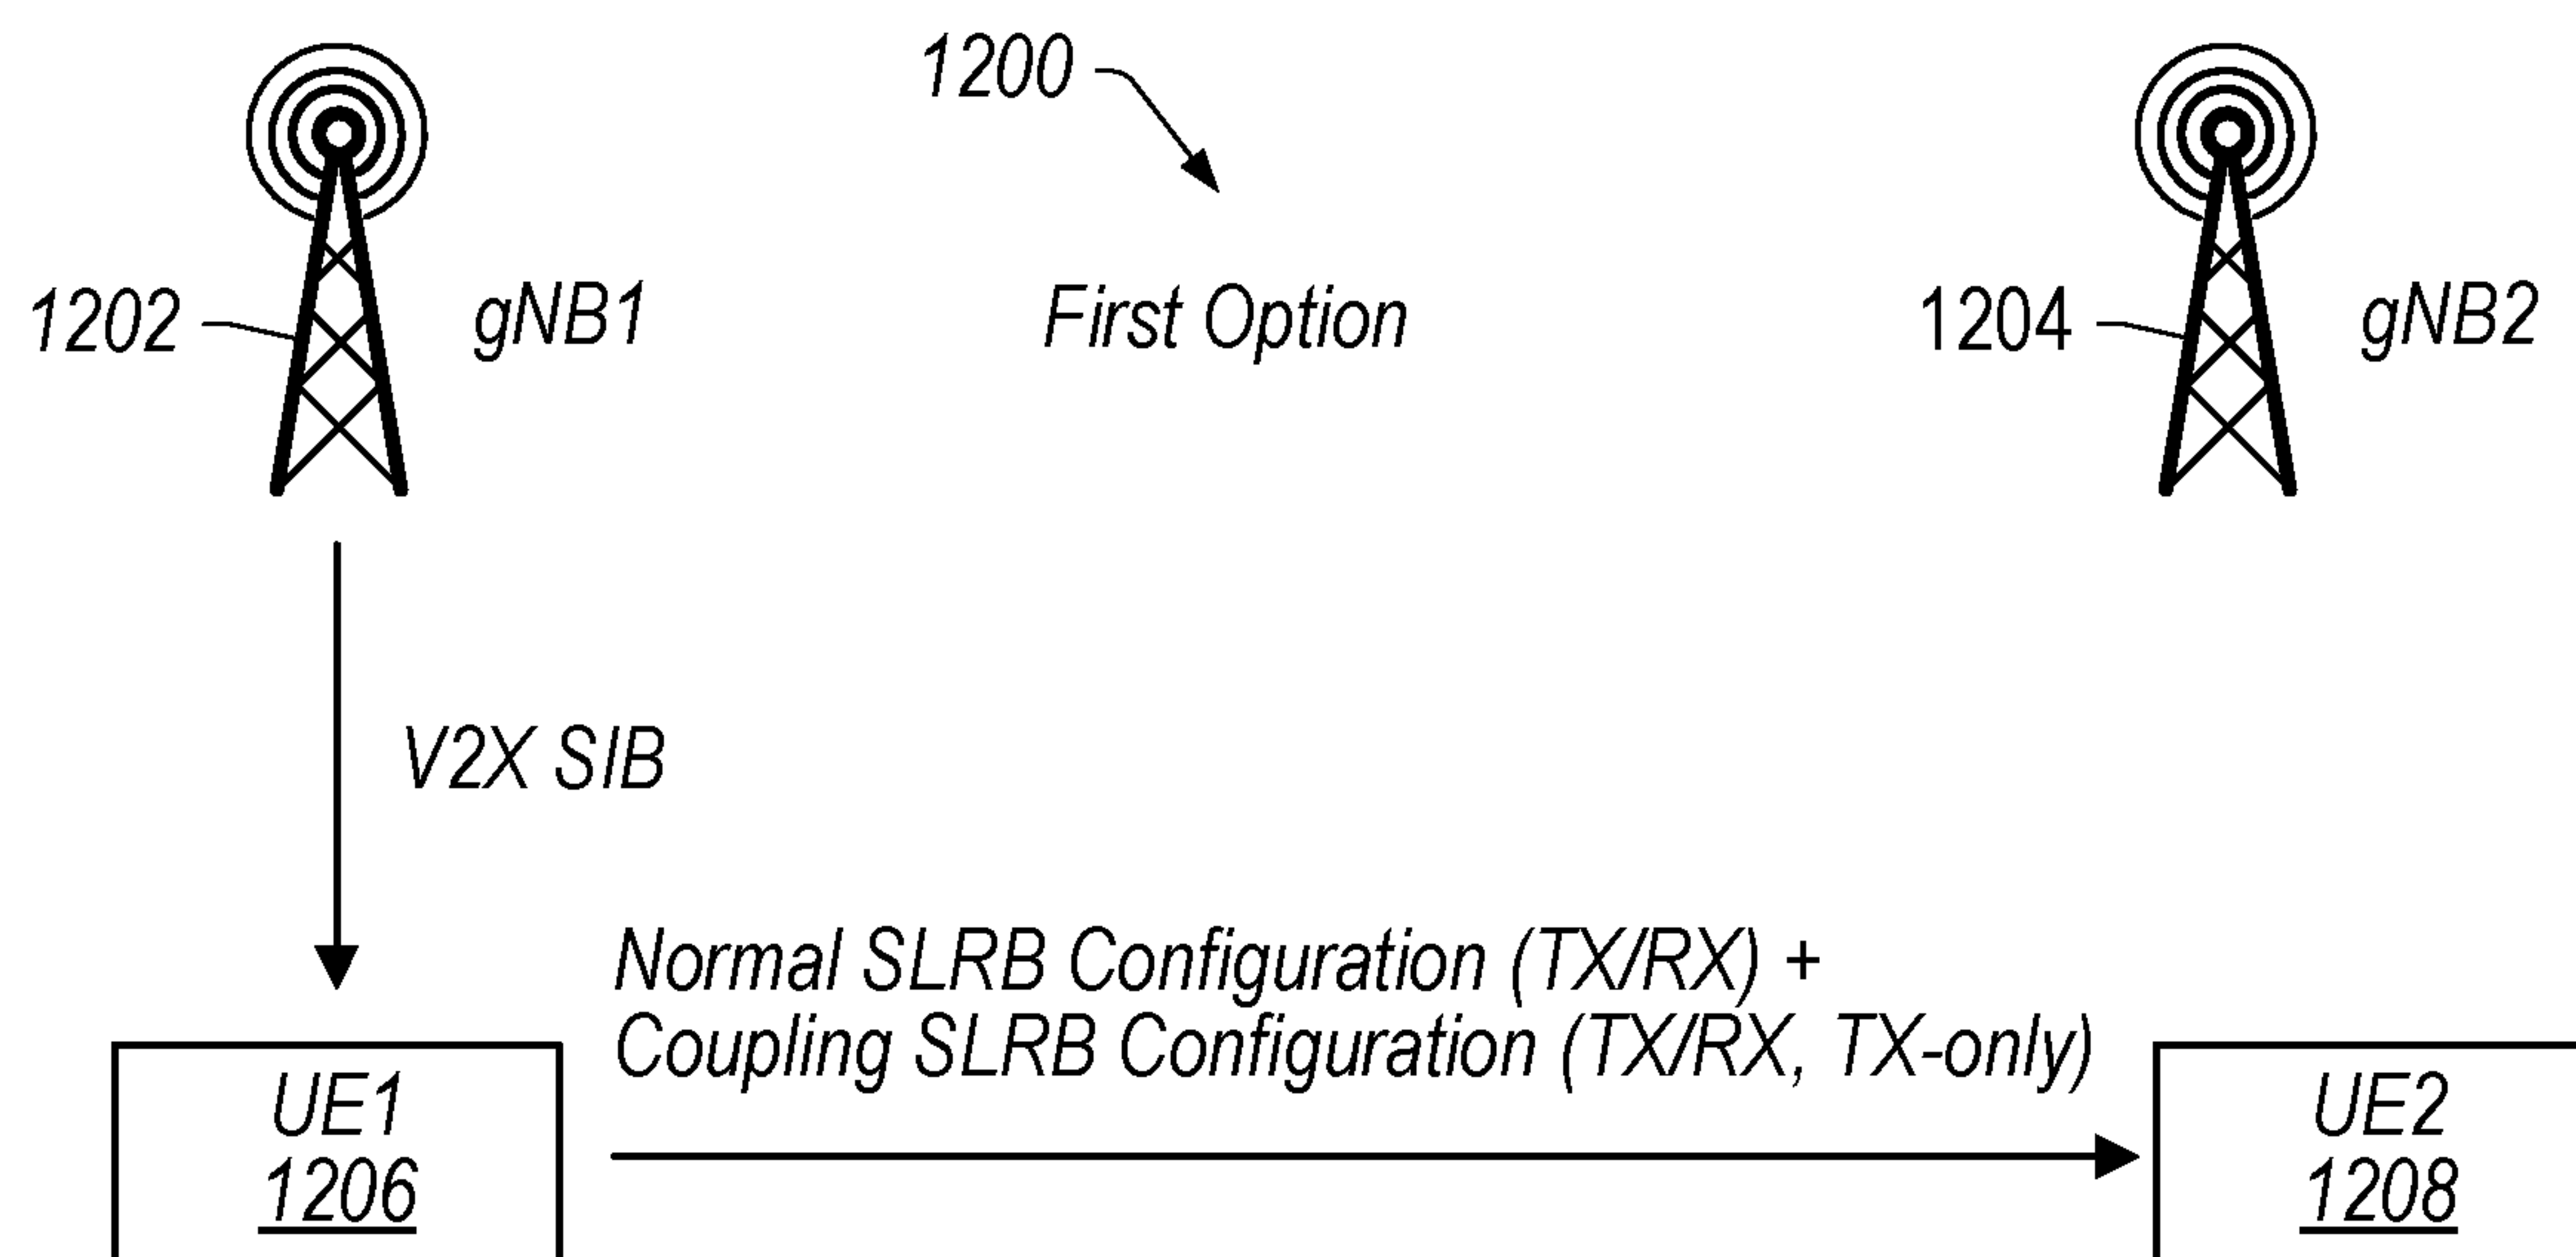 1200
1202
gNB1
First Option
1204
gNB2
V2X SIB
Normal SLRB Configuration (TX/RX) +
Coupling SLRB Configuration (TX/RX, TX-only)
UE1
1206
UE2
1208